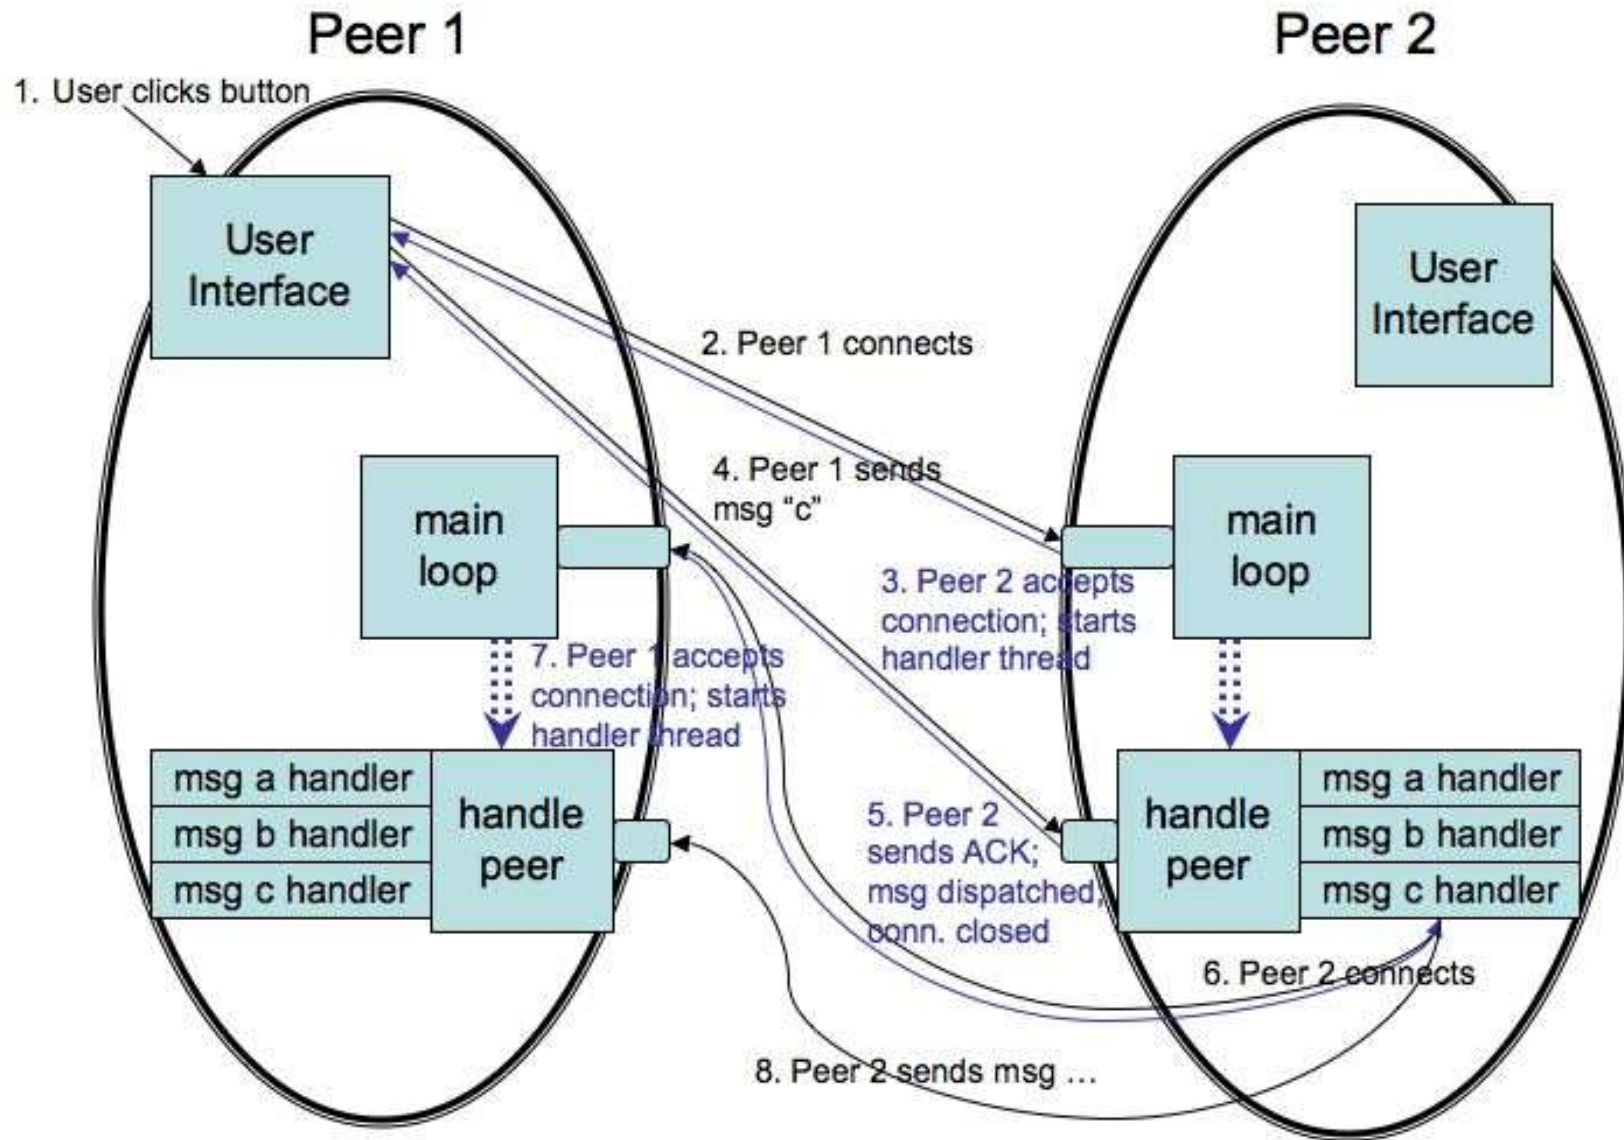 Peer 1
Peer 2
1. User clicks button
User
Interface
User
Interface
2. Peer 1 connects
4. Peer 1 sends
msg “c”
main
loop
main
loop
3. Peer 2 accepts
connection; starts
handler thread
7. Peer 1 accepts
connection; starts
handler thread
msg a handler
msg b handler
msg c handler
handle
peer
5. Peer 2
sends ACK;
msg dispatched,
conn. closed
handle
peer
msg a handler
msg b handler
msg c handler
6. Peer 2 connects
8. Peer 2 sends msg ...